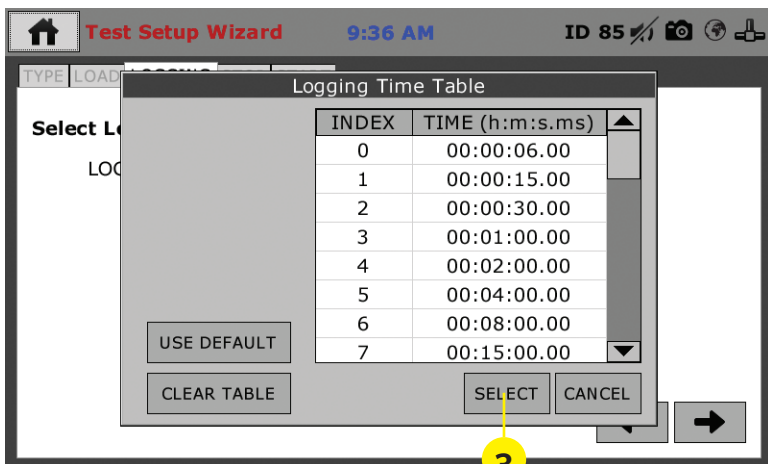 Test Setup Wizard 9:36 AM ID 85
TYPE LOAD
Logging Time Table
Select
INDEX TIME (h:m:s.ms)
0 00:00:06.00
1 00:00:15.00
2 00:00:30.00
3 00:01:00.00
4 00:02:00.00
5 00:04:00.00
6 00:08:00.00
7 00:15:00.00
USE DEFAULT
CLEAR TABLE
SELECT CANCEL
3